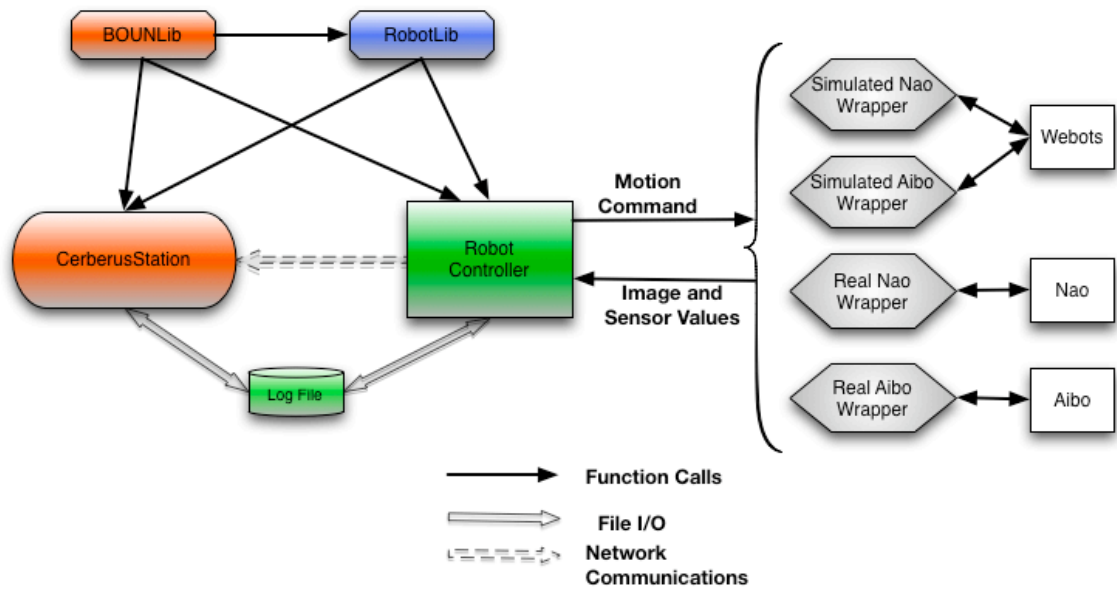 BOUNLib
RobotLib
Simulated Nao
Wrapper
Webots
Simulated Aibo
Wrapper
Motion
Command
CerberusStation
Robot
Controller
Image and
Sensor Values
Real Nao
Wrapper
Nao
Log File
Real Aibo
Wrapper
Aibo
Function Calls
File I/O
Network
Communications